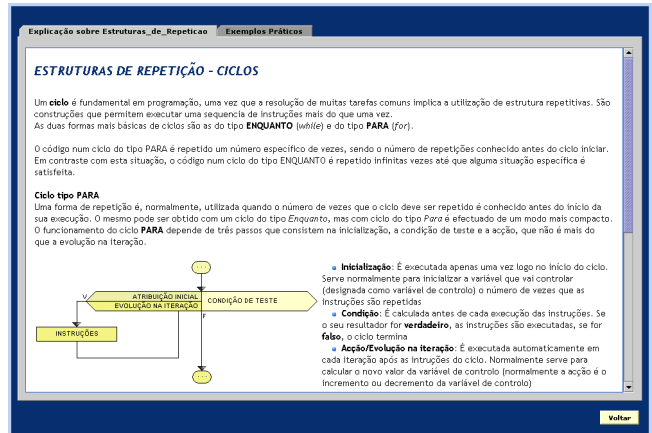 Explicação sobre Estruturas_de_Repeticao Exemplos Práticos
ESTRUTURAS DE REPETIÇÃO - CICLOS
Um ciclo é fundamental em programação, uma vez que a resolução de muitas tarefas comuns implica a utilização de estrutura repetitivas. São
construções que permitem executar uma sequencia de instruções mais do que uma vez.
As duas formas mais básicas de ciclos são as do tipo ENQUANTO (while) e do tipo PARA (for).
O código num ciclo do tipo PARA é repetido um número específico de vezes, sendo o número de repetições conhecido antes do ciclo iniciar.
Em contraste com esta situação, o código num ciclo do tipo ENQUANTO é repetido infinitas vezes até que alguma situação específica é
satisfeita.
Ciclo tipo PARA
Uma forma de repetição é, normalmente, utilizada quando o número de vezes que o ciclo deve ser repetido é conhecido antes do início da
sua execução. O mesmo pode ser obtido com um ciclo do tipo Enquanto, mas com ciclo do tipo Para é efectuado de um modo mais compacto.
O funcionamento do ciclo PARA depende de três passos que consistem na inicialização, a condição de teste e a acção, que não é mais do
que a evolução na iteração.
...
V
ATRIBUIÇÃO INICIAL
EVOLUÇÃO NA ITERAÇÃO
CONDIÇÃO DE TESTE
F
INSTRUÇÕES
...
Inicialização: É executada apenas uma vez logo no início do ciclo.
Serve normalmente para inicializar a variável que vai controlar
(designada como variável de controlo) o número de vezes que as
instruções são repetidas
Condição: É calculada antes de cada execução das instruções. Se
o seu resultador for verdadeiro, as instruções são executadas, se for
falso, o ciclo termina
Acção/Evolução na iteração: É executada automaticamente em
cada iteração após as intruções do ciclo. Normalmente serve para
calcular o novo valor da variável de controlo (normalmente a acção é o
incremento ou decremento da variável de controlo)
Voltar